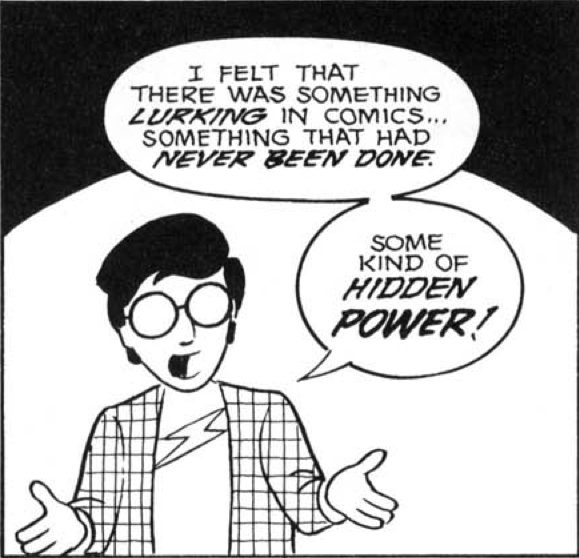 I FELT THAT
THERE WAS SOMETHING
LURKING IN COMICS...
SOMETHING THAT HAD
NEVER BEEN DONE.
SOME
KIND OF
HIDDEN
POWER!